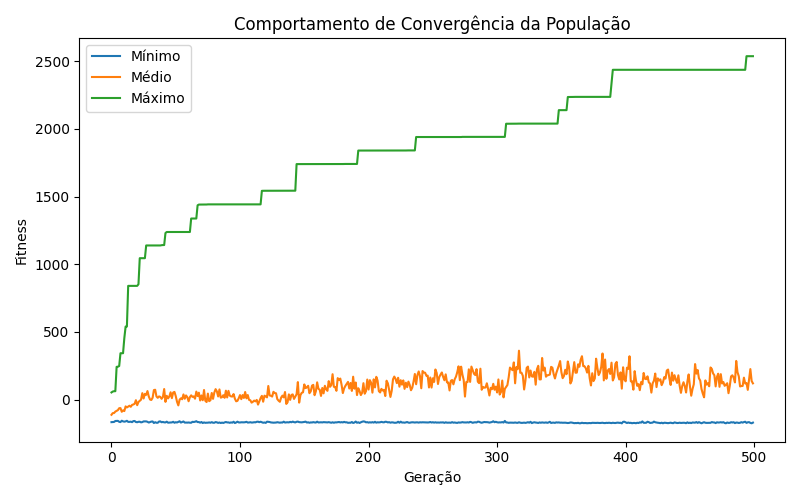 Comportamento de Convergência da População
Mínimo
Médio
Máximo
2500
2000
1500
1000
500
0
Fitness
0 100 200 300 400 500
Geração